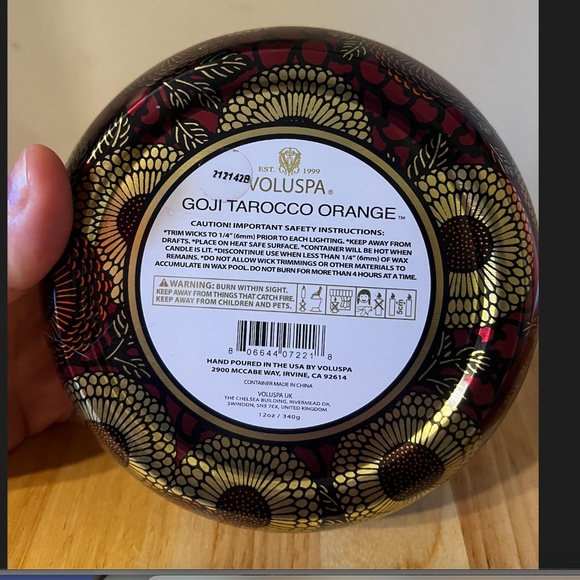 2121428
EST. 1999
VOLUSPA®
GOJI TAROCCO ORANGE™
CAUTION! IMPORTANT SAFETY INSTRUCTIONS:
*TRIM WICKS TO 1/4" (6mm) PRIOR TO EACH LIGHTING. *KEEP AWAY FROM
DRAFTS. *PLACE ON HEAT SAFE SURFACE. *CONTAINER WILL BE HOT WHEN
CANDLE IS LIT. *DISCONTINUE USE WHEN LESS THAN 1/4" (6mm) OF WAX
REMAINS. *DO NOT ALLOW WICK TRIMMINGS OR OTHER MATERIALS TO
ACCUMULATE IN WAX POOL. DO NOT BURN FOR MORE THAN 4 HOURS AT A TIME.
WARNING: BURN WITHIN SIGHT.
KEEP AWAY FROM THINGS THAT CATCH FIRE.
KEEP AWAY FROM CHILDREN AND PETS.
5cm
8 06644 07221 8
HAND POURED IN THE USA BY VOLUSPA
2900 MCCABE WAY, IRVINE, CA 92614
CONTAINER MADE IN CHINA
VOLUSPA UK
THE CHELSEA BUILDING, RIVERMEAD DR,
SWINDON, SN5 7EX, UNITED KINGDOM
12oz / 340g